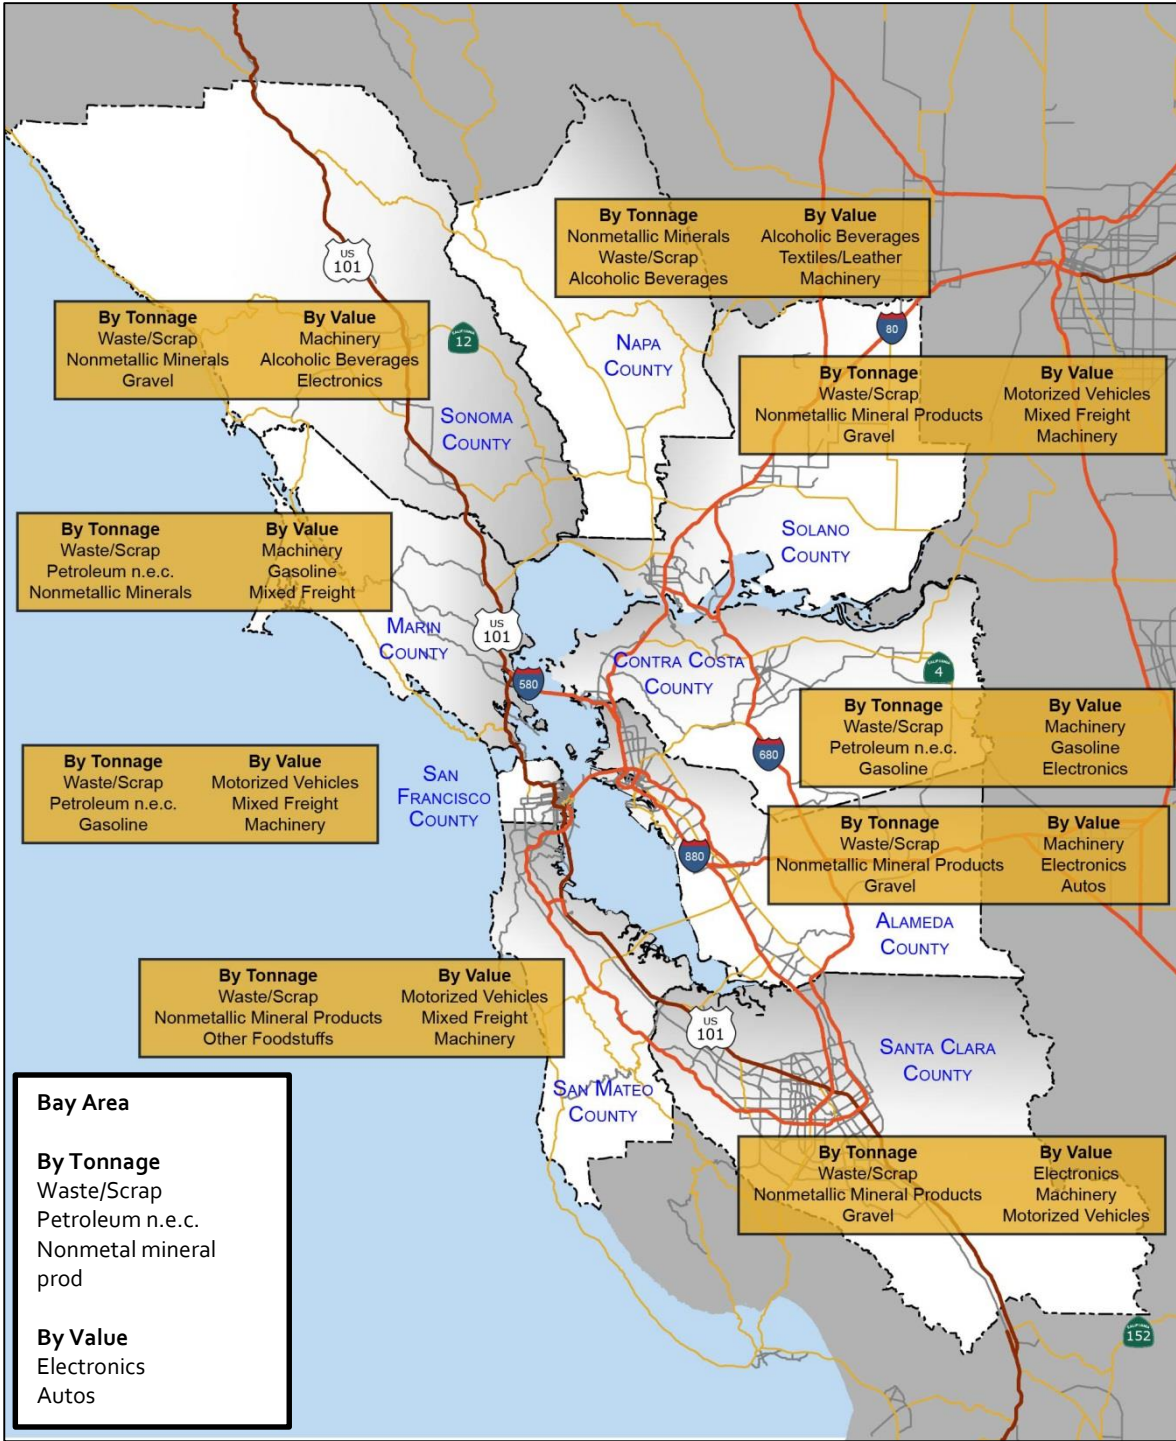 By Tonnage By Value
Nonmetallic Minerals Alcoholic Beverages
Waste/Scrap Textiles/Leather
Alcoholic Beverages Machinery
US
101
By Tonnage By Value
Waste/Scrap Machinery
Nonmetallic Minerals Alcoholic Beverages
Gravel Electronics
CALIFORNIA
12
80
NAPA
COUNTY
By Tonnage By Value
Waste/Scrap Motorized Vehicles
Nonmetallic Mineral Products Mixed Freight
Gravel Machinery
SONOMA
COUNTY
By Tonnage By Value
Waste/Scrap Machinery
Petroleum n.e.c. Gasoline
Nonmetallic Minerals Mixed Freight
SOLANO
COUNTY
MARIN
COUNTY
US
101
CONTRA COSTA
COUNTY
CALIFORNIA
4
580
By Tonnage By Value
Waste/Scrap Machinery
Petroleum n.e.c. Gasoline
Gasoline Electronics
680
By Tonnage By Value
Waste/Scrap Motorized Vehicles
Petroleum n.e.c. Mixed Freight
Gasoline Machinery
SAN
FRANCISCO
COUNTY
By Tonnage By Value
Waste/Scrap Machinery
Nonmetallic Mineral Products Electronics
Gravel Autos
880
ALAMEDA
COUNTY
By Tonnage By Value
Waste/Scrap Motorized Vehicles
Nonmetallic Mineral Products Mixed Freight
Other Foodstuffs Machinery
US
101
SANTA CLARA
COUNTY
SAN MATEO
COUNTY
By Tonnage By Value
Waste/Scrap Electronics
Nonmetallic Mineral Products Machinery
Gravel Motorized Vehicles
CALIFORNIA
152
Bay Area
By Tonnage
Waste/Scrap
Petroleum n.e.c.
Nonmetal mineral
prod
By Value
Electronics
Autos